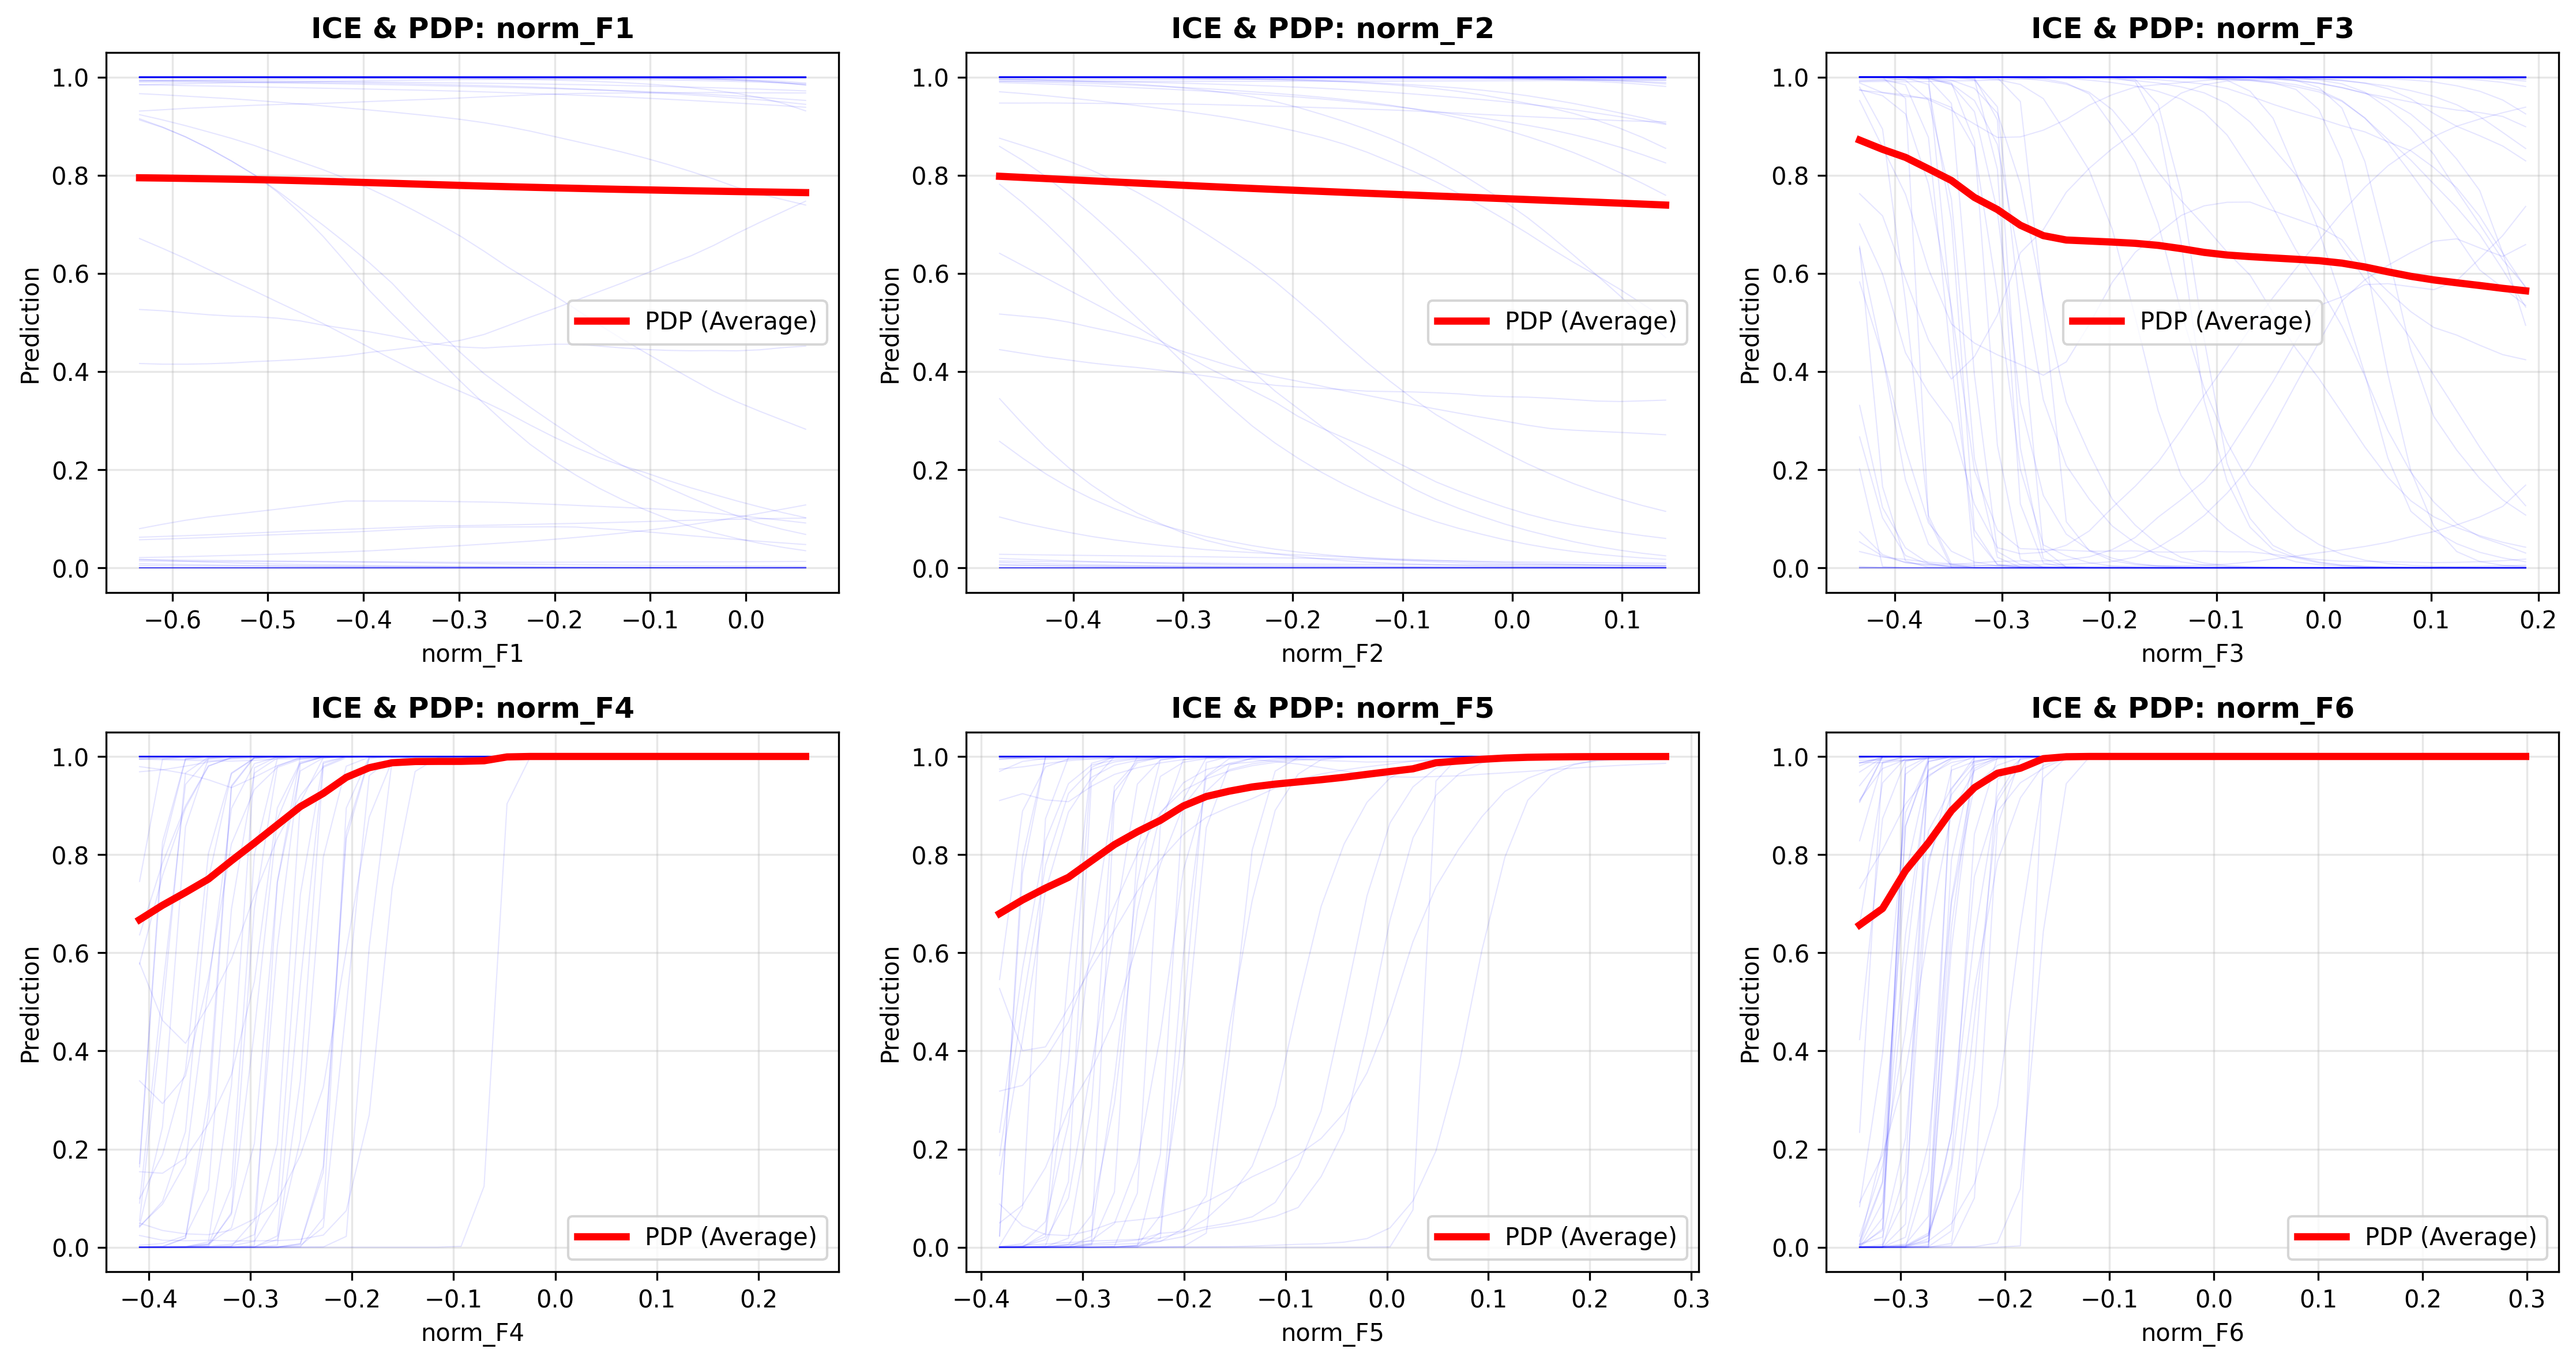 ICE & PDP: norm_F1
ICE & PDP: norm_F2
ICE & PDP: norm_F3
Prediction
1.0
0.8
0.6
0.4
0.2
0.0
PDP (Average)
−0.6 −0.5 −0.4 −0.3 −0.2 −0.1 0.0
norm_F1
Prediction
1.0
0.8
0.6
0.4
0.2
0.0
PDP (Average)
−0.4 −0.3 −0.2 −0.1 0.0 0.1
norm_F2
Prediction
1.0
0.8
0.6
0.4
0.2
0.0
PDP (Average)
−0.4 −0.3 −0.2 −0.1 0.0 0.1 0.2
norm_F3
ICE & PDP: norm_F4
ICE & PDP: norm_F5
ICE & PDP: norm_F6
Prediction
1.0
0.8
0.6
0.4
0.2
0.0
PDP (Average)
−0.4 −0.3 −0.2 −0.1 0.0 0.1 0.2
norm_F4
Prediction
1.0
0.8
0.6
0.4
0.2
0.0
PDP (Average)
−0.4 −0.3 −0.2 −0.1 0.0 0.1 0.2 0.3
norm_F5
Prediction
1.0
0.8
0.6
0.4
0.2
0.0
PDP (Average)
−0.3 −0.2 −0.1 0.0 0.1 0.2 0.3
norm_F6